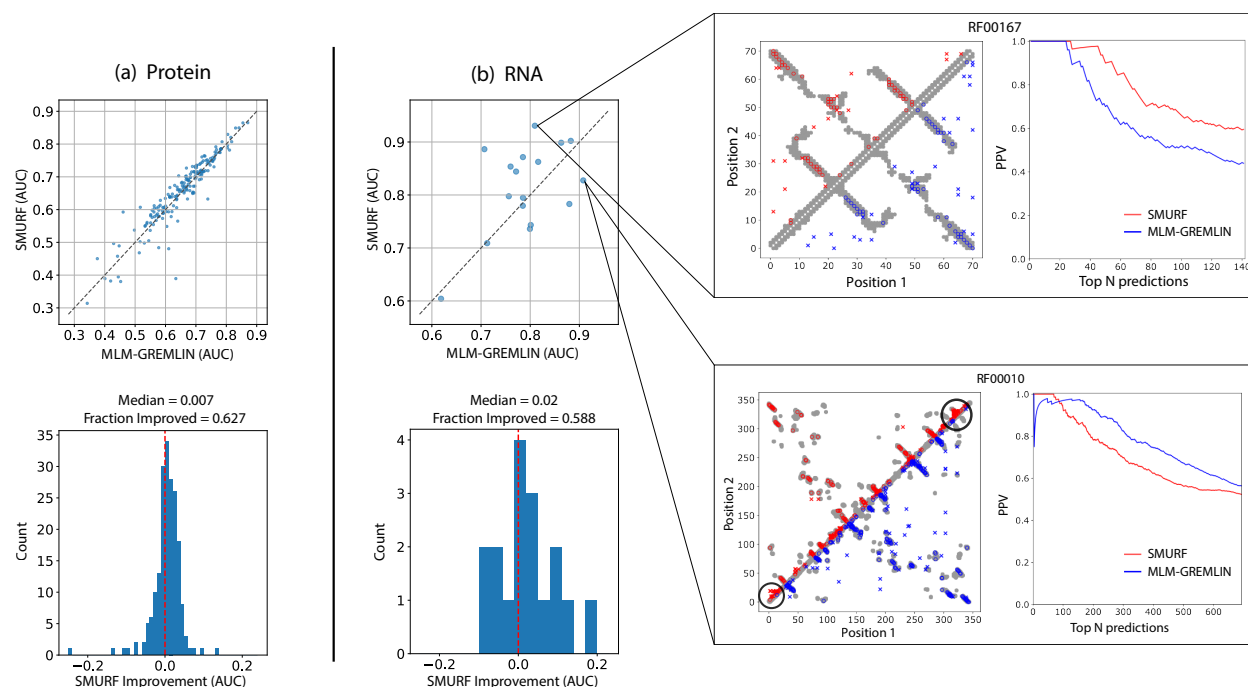 (a) Protein
0.9
0.8
0.7
0.6
0.5
0.4
0.3
SMURF (AUC)
0.3 0.4 0.5 0.6 0.7 0.8 0.9
MLM-GREMLIN (AUC)
Median = 0.007
Fraction Improved = 0.627
35
30
25
20
15
10
5
0
Count
−0.2 0.0 0.2
SMURF Improvement (AUC)
(b) RNA
0.9
0.8
0.7
0.6
SMURF (AUC)
0.6 0.7 0.8 0.9
MLM-GREMLIN (AUC)
Median = 0.02
Fraction Improved = 0.588
4
3
2
1
0
Count
−0.2 0.0 0.2
SMURF Improvement (AUC)
RF00167
70
60
50
40
30
20
10
0
Position 2
0 10 20 30 40 50 60 70
Position 1
1.0
0.8
0.6
0.4
0.2
0.0
PPV
SMURF
MLM-GREMLIN
0 20 40 60 80 100 120 140
Top N predictions
RF00010
350
300
250
200
150
100
50
0
Position 2
0 50 100 150 200 250 300 350
Position 1
1.0
0.8
0.6
0.4
0.2
0.0
PPV
SMURF
MLM-GREMLIN
0 100 200 300 400 500 600
Top N predictions